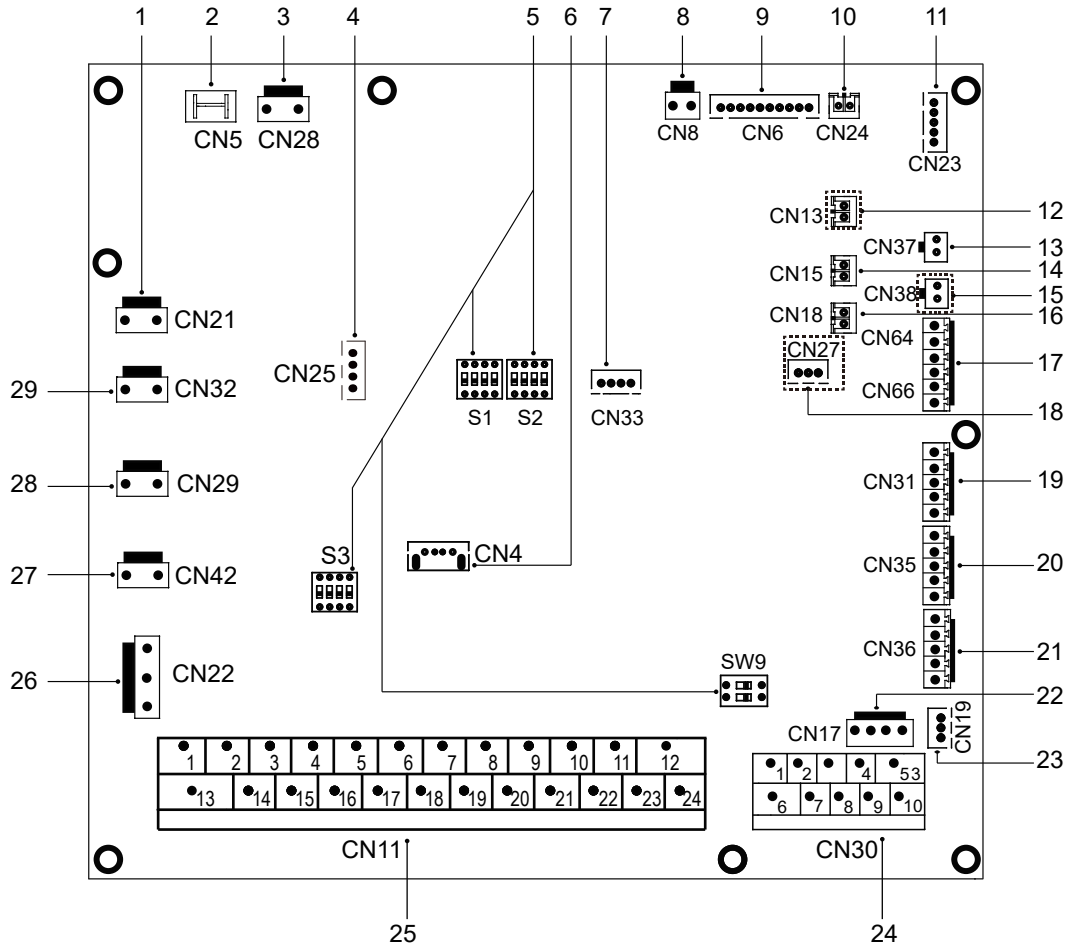 1 2 3 4 5 6 7 8 9 10 11
CN5 CN28 CN8 CN6 CN24
CN23
CN13 12
CN37 13
CN15 14
CN38 15
CN21 CN18 16
CN64
CN27
CN25 17
29 CN32 CN66
S1 S2 CN33 18
28 CN29 CN31 19
S3 CN4
27 CN42 CN35 20
CN36 21
26 CN22 SW9
22
CN17 CN19
23
1 2 3 4 5 6 7 8 9 10 11 12
1 2 4 53
13 14 15 16 17 18 19 20 21 22 23 24
6 7 8 9 10
CN11 CN30
25 24